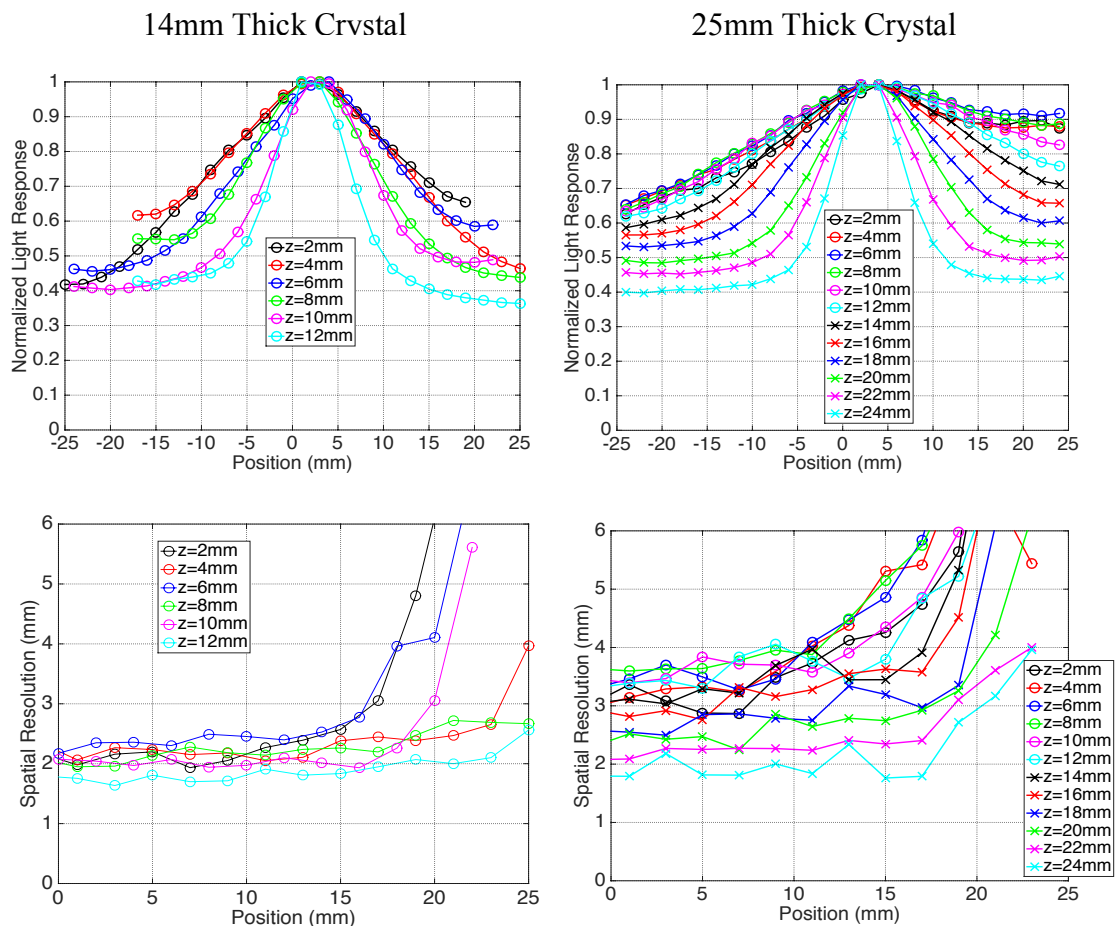 14mm Thick Crystal
25mm Thick Crystal
1
0.9
0.8
0.7
0.6
0.5
0.4
0.3
0.2
0.1
0
Normalized Light Response
z=2mm
z=4mm
z=6mm
z=8mm
z=10mm
z=12mm
-25 -20 -15 -10 -5 0 5 10 15 20 25
Position (mm)
1
0.9
0.8
0.7
0.6
0.5
0.4
0.3
0.2
0.1
0
Normalized Light Response
z=2mm
z=4mm
z=6mm
z=8mm
z=10mm
z=12mm
z=14mm
z=16mm
z=18mm
z=20mm
z=22mm
z=24mm
-25 -20 -15 -10 -5 0 5 10 15 20 25
Position (mm)
6
5
4
3
2
1
0
Spatial Resolution (mm)
z=2mm
z=4mm
z=6mm
z=8mm
z=10mm
z=12mm
0 5 10 15 20 25
Position (mm)
6
5
4
3
2
1
0
Spatial Resolution (mm)
z=2mm
z=4mm
z=6mm
z=8mm
z=10mm
z=12mm
z=14mm
z=16mm
z=18mm
z=20mm
z=22mm
z=24mm
0 5 10 15 20 25
Position (mm)